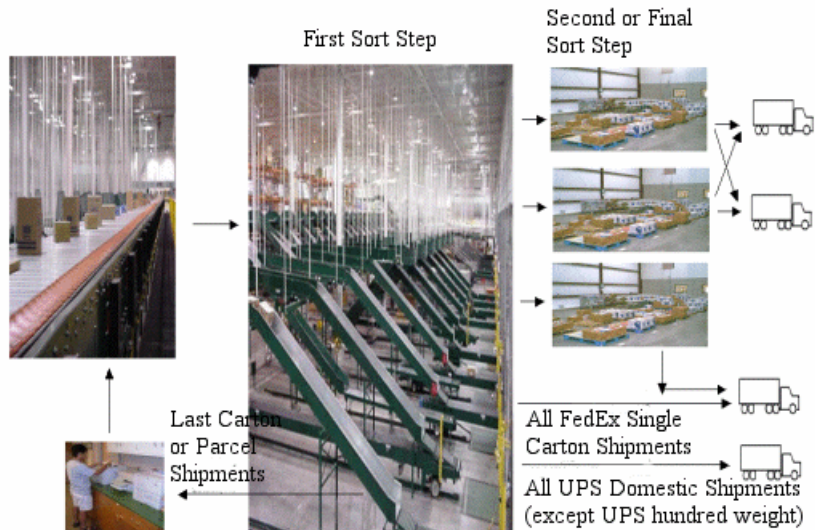 First Sort Step
Second or Final
Sort Step
Last Carton
or Parcel
Shipments
All FedEx Single
Carton Shipments
All UPS Domestic Shipments
(except UPS hundred weight)